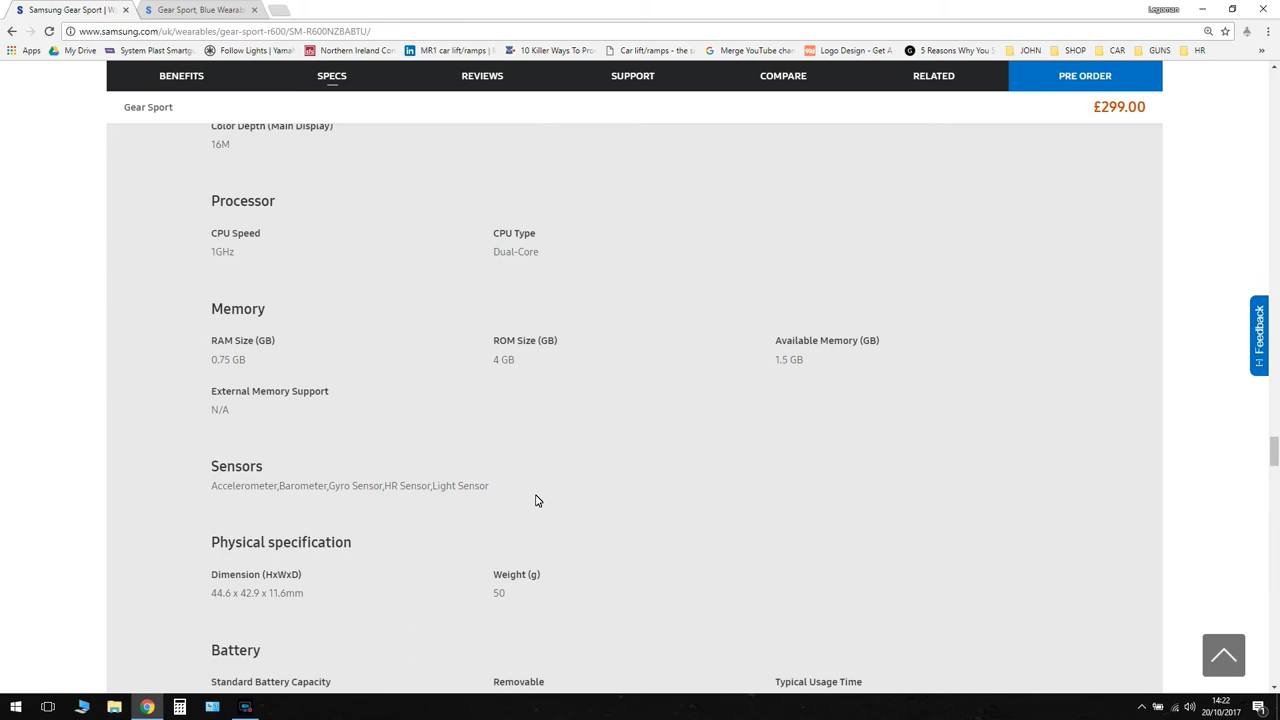 Samsung Gear Sport | W
Gear Sport, Blue Wearab
Legoman
www.samsung.com/uk/wearables/gear-sport-r600/SM-R600NZBABTU/
Apps My Drive System Plast Smartg Follow Lights | Yamah Northern Ireland Con MR1 car lift/ramps - 10 Killer Ways To Pro Car lift/ramps - the s Merge YouTube chan Logo Design - Get A 5 Reasons Why You S JOHN SHOP CAR GUNS HR »
BENEFITS SPECS REVIEWS SUPPORT COMPARE RELATED PRE ORDER
Gear Sport £299.00
Color Depth (Main Display)
16M
Processor
CPU Speed CPU Type
1GHz Dual-Core
Memory
RAM Size (GB) ROM Size (GB) Available Memory (GB)
0.75 GB 4 GB 1.5 GB
External Memory Support
N/A
Sensors
Accelerometer,Barometer,Gyro Sensor,HR Sensor,Light Sensor
Physical specification
Dimension (HxWxD) Weight (g)
44.6 x 42.9 x 11.6mm 50
Battery
Standard Battery Capacity Removable Typical Usage Time
[-] Feedback
14:22
20/10/2017